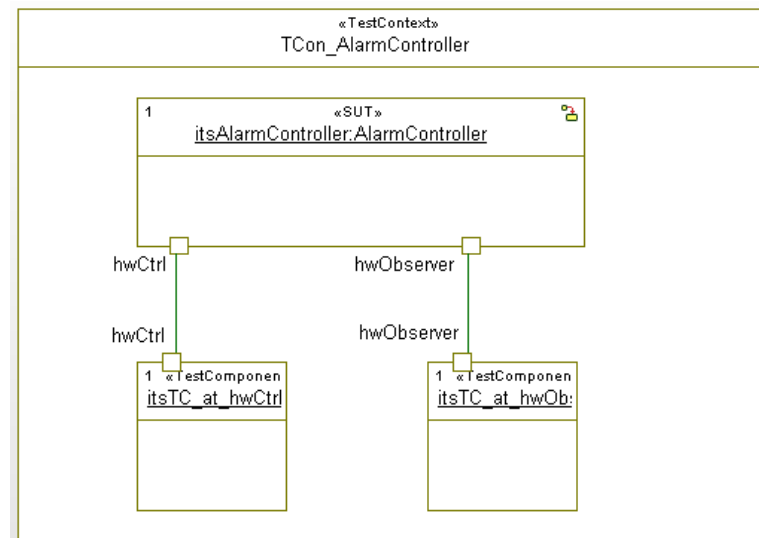 «TestContext»
TCon_AlarmController
1 «SUT»
itsAlarmController:AlarmController
hwCtrl hwObserver
hwCtrl hwObserver
1 «TestComponen 1 «TestComponen
itsTC_at_hwCtrl itsTC_at_hwOb